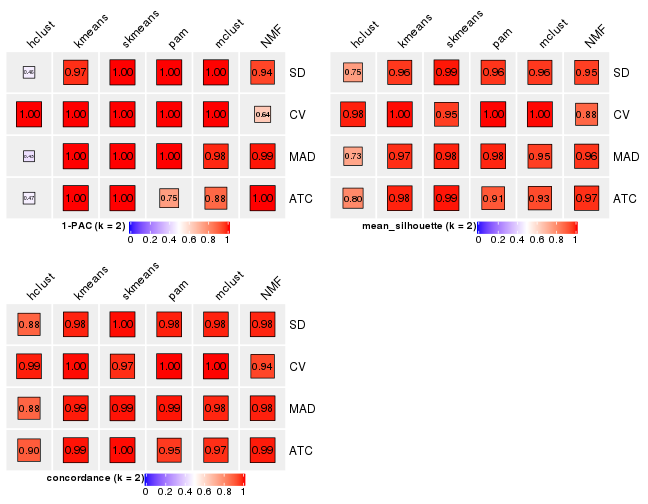 hclust kmeans skmeans pam mclust NMF
0.46 0.97 1.00 1.00 1.00 0.94 SD
1.00 1.00 1.00 1.00 1.00 0.64 CV
1.00 1.00 1.00 0.98 0.99 MAD
0.47 1.00 1.00 0.75 0.88 1.00 ATC
1-PAC (k = 2)
0 0.2 0.4 0.6 0.8 1
hclust kmeans skmeans pam mclust NMF
0.75 0.96 0.99 0.96 0.96 0.95 SD
0.98 1.00 0.95 1.00 1.00 0.88 CV
0.73 0.97 0.98 0.98 0.95 0.96 MAD
0.80 0.98 0.99 0.91 0.93 0.97 ATC
mean_silhouette (k = 2)
0 0.2 0.4 0.6 0.8 1
hclust kmeans skmeans pam mclust NMF
0.88 0.98 1.00 0.98 0.98 0.98 SD
0.99 1.00 0.97 1.00 1.00 0.94 CV
0.88 0.99 0.99 0.99 0.98 0.98 MAD
0.90 0.99 1.00 0.95 0.97 0.99 ATC
concordance (k = 2)
0 0.2 0.4 0.6 0.8 1